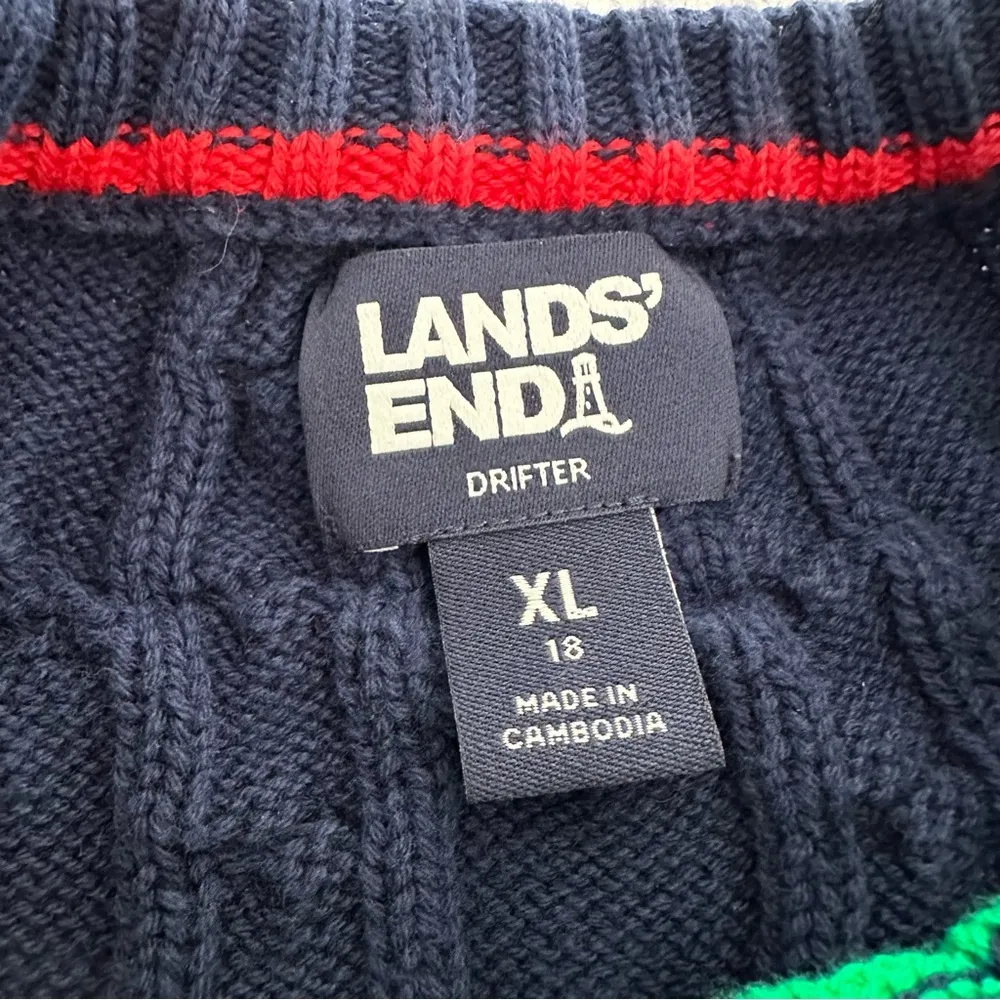 LANDS'
END
DRIFTER
XL
18
MADE IN
CAMBODIA